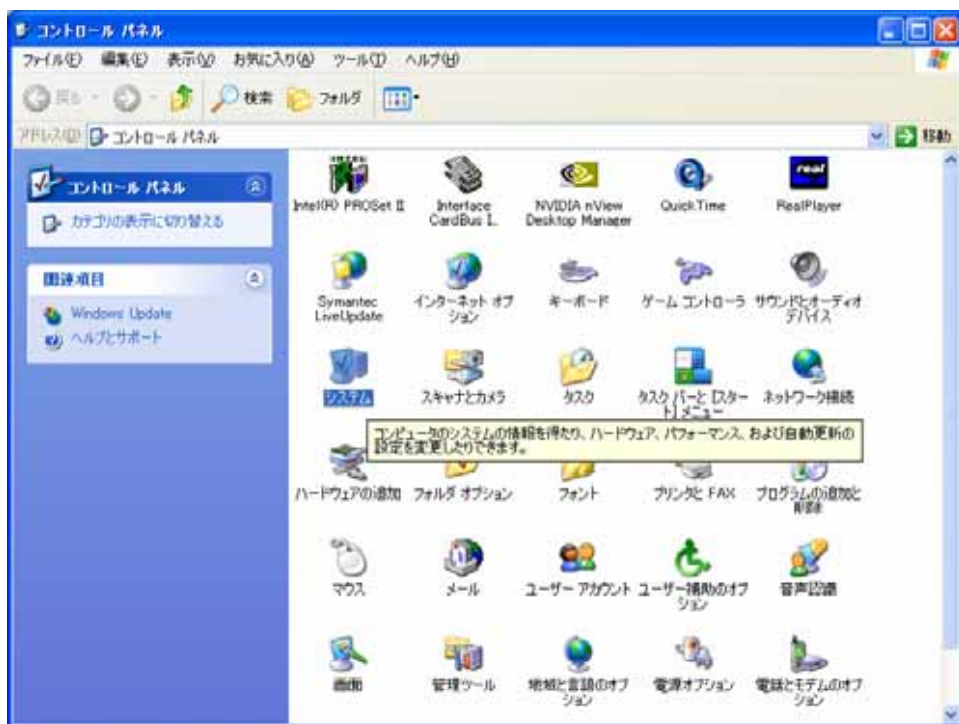 コントロール パネル
ファイル(F) 編集(E) 表示(V) お気に入り(A) ツール(T) ヘルプ(H)
戻る 検索 フォルダ
アドレス(D) コントロール パネル 移動
コントロール パネル
カテゴリの表示に切り替える
関連項目
Windows Update
ヘルプとサポート
Intel(R) PROSet II
Interface
CardBus I...
NVIDIA nView
Desktop Manager
QuickTime
real
RealPlayer
Symantec
LiveUpdate
インターネット オプ
ション
キーボード
ゲーム コントローラ
サウンドとオーディオ
デバイス
システム
スキャナとカメラ
タスク
タスク バーと [スター
ト] メニュー
ネットワーク接続
コンピュータのシステムの情報を得たり、ハードウェア、パフォーマンス、および自動更新の
設定を変更したりできます。
ハードウェアの追加
フォルダ オプション
フォント
プリンタと FAX
プログラムの追加と
削除
マウス
メール
ユーザー アカウント
ユーザー補助のオプ
ション
音声認識
画面
管理ツール
地域と言語のオプ
ション
電源オプション
電話とモデムのオプ
ション